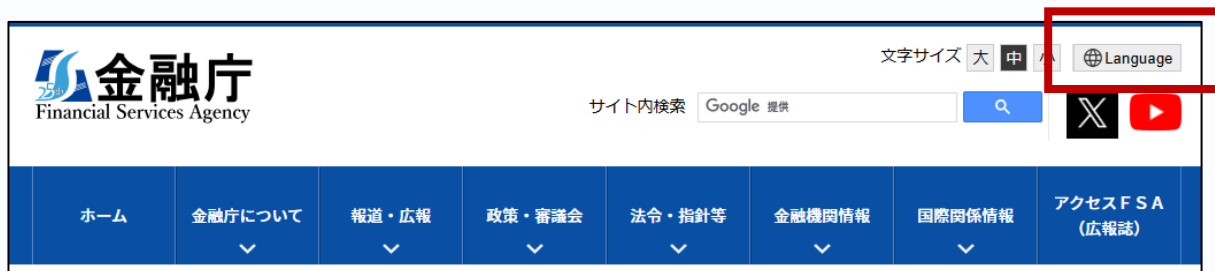 25th
金融庁
Financial Services Agency
文字サイズ 大 中 小 Language
サイト内検索 Google 提供
ホーム 金融庁について 報道・広報 政策・審議会 法令・指針等 金融機関情報 国際関係情報 アクセスＦＳＡ
（広報誌）